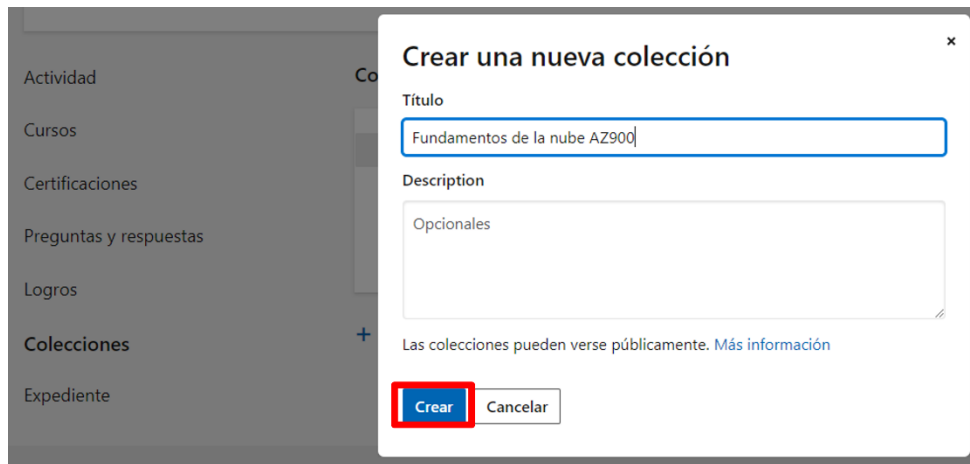 Actividad
Cursos
Certificaciones
Preguntas y respuestas
Logros
Colecciones
Expediente
Co
+
×
Crear una nueva colección
Título
Fundamentos de la nube AZ900
Description
Opcionales
Las colecciones pueden verse públicamente. Más información
Crear Cancelar